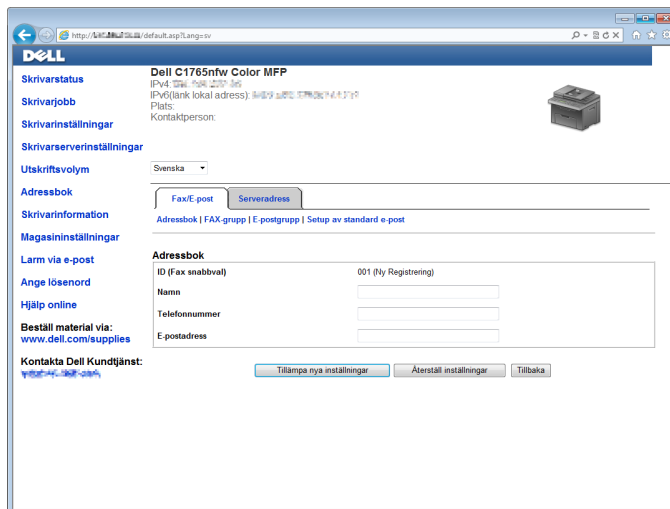 http://
/default.asp?Lang=sv
DELL
Skrivarstatus
Skrivarjobb
Skrivarinställningar
Skrivarserverinställningar
Utskriftsvolym
Adressbok
Skrivarinformation
Magasininställningar
Larm via e-post
Ange lösenord
Hjälp online
Beställ material via:
www.dell.com/supplies
Kontakta Dell Kundtjänst:
Dell C1765nfw Color MFP
IPv4:
IPv6(länk lokal adress):
Plats:
Kontaktperson:
Svenska
Fax/E-post Serveradress
Adressbok | FAX-grupp | E-postgrupp | Setup av standard e-post
Adressbok
ID (Fax snabbval) 001 (Ny Registrering)
Namn
Telefonnummer
E-postadress
Tillämpa nya inställningar Återställ inställningar Tillbaka